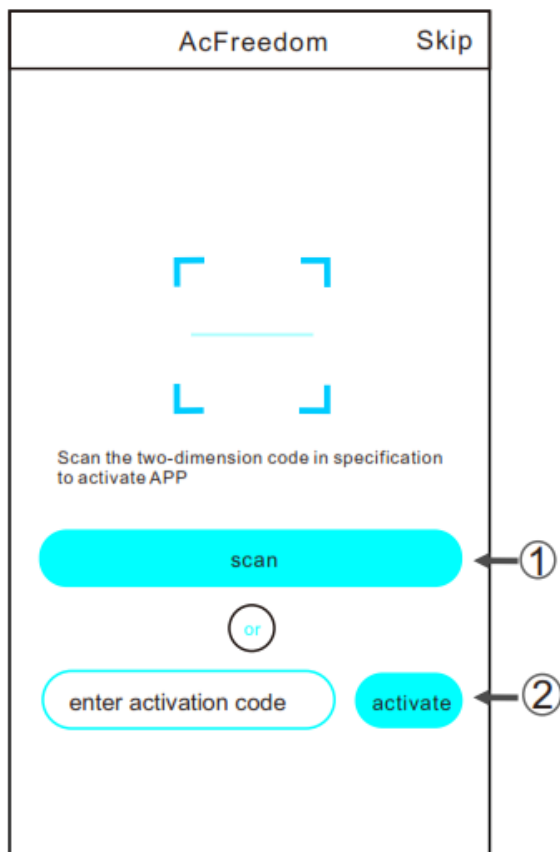 AcFreedom Skip
Scan the two-dimension code in specification
to activate APP
scan
1
or
enter activation code activate
2